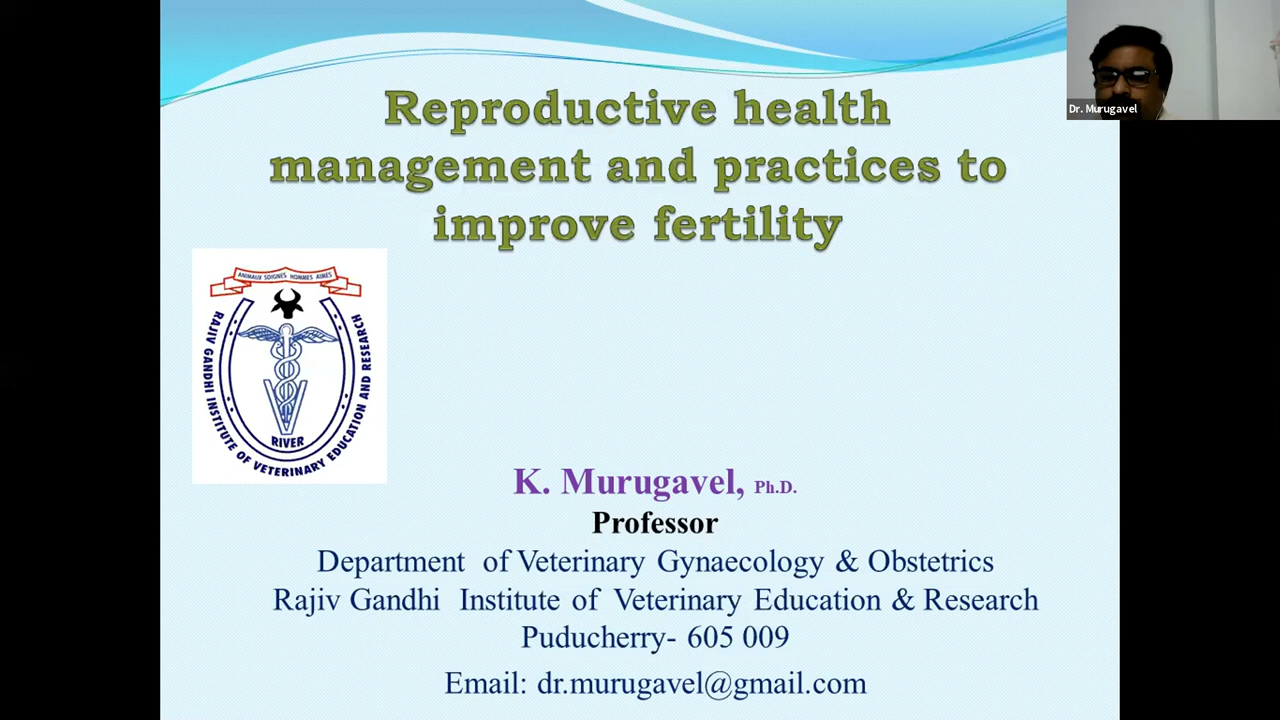 Reproductive health
management and practices to
improve fertility
Dr. Murugavel
ANIMAUX SOIGNES HOMMES AIMES
RAJIV GANDHI INSTITUTE OF VETERINARY EDUCATION AND RESEARCH
RIVER
K. Murugavel, Ph.D.
Professor
Department of Veterinary Gynaecology & Obstetrics
Rajiv Gandhi Institute of Veterinary Education & Research
Puducherry- 605 009
Email: dr.murugavel@gmail.com